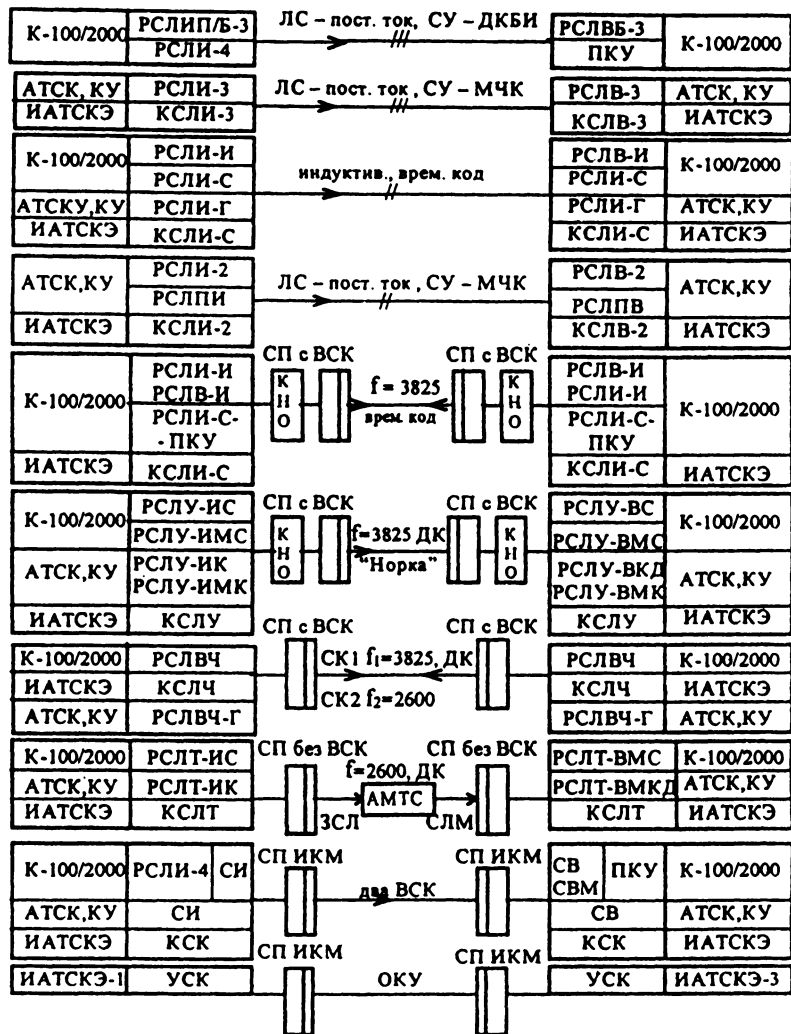 К-100/2000 РСЛИП/Б-3 ЛС – пост. ток, СУ – ДКБИ РСЛВБ-3 К-100/2000
РСЛИ-4 ПКУ
АТСК, КУ РСЛИ-3 ЛС – пост. ток , СУ – МЧК РСЛВ-3 АТСК, КУ
ИАТСКЭ КСЛИ-3 КСЛВ-3 ИАТСКЭ
К-100/2000 РСЛИ-И РСЛВ-И К-100/2000
РСЛИ-С индуктив., врем. код РСЛИ-С
АТСКУ,КУ РСЛИ-Г РСЛИ-Г АТСК,КУ
ИАТСКЭ КСЛИ-С КСЛИ-С ИАТСКЭ
АТСК,КУ РСЛИ-2 ЛС – пост. ток , СУ – МЧК РСЛВ-2 АТСК,КУ
РСЛПИ РСЛПВ
ИАТСКЭ КСЛИ-2 КСЛВ-2 ИАТСКЭ
СП с ВСК СП с ВСК
К-100/2000 РСЛИ-И КНО f = 3825 КНО РСЛВ-И К-100/2000
РСЛВ-И врем. код РСЛИ-И
РСЛИ-С- РСЛИ-С-
- ПКУ ПКУ
ИАТСКЭ КСЛИ-С КСЛИ-С ИАТСКЭ
СП с ВСК СП с ВСК
К-100/2000 РСЛУ-ИС РСЛУ-ВС К-100/2000
РСЛУ-ИМС КНО f=3825 ДК КНО РСЛУ-ВМС
АТСК,КУ РСЛУ-ИК "Норка" РСЛУ-ВКД АТСК,КУ
РСЛУ-ИМК РСЛУ-ВМК
ИАТСКЭ КСЛУ КСЛУ ИАТСКЭ
СП с ВСК СП с ВСК
К-100/2000 РСЛВЧ СК1 f₁=3825, ДК РСЛВЧ К-100/2000
ИАТСКЭ КСЛЧ СК2 f₂=2600 КСЛЧ ИАТСКЭ
АТСК,КУ РСЛВЧ-Г РСЛВЧ-Г АТСК,КУ
СП без ВСК СП без ВСК
К-100/2000 РСЛТ-ИС f=2600, ДК РСЛТ-ВМС К-100/2000
АТСК,КУ РСЛТ-ИК АМТС РСЛТ-ВМКД АТСК,КУ
ИАТСКЭ КСЛТ ЗСЛ СЛМ КСЛТ ИАТСКЭ
СП ИКМ СП ИКМ
К-100/2000 РСЛИ-4 СИ два ВСК СВ СВМ ПКУ К-100/2000
АТСК,КУ СИ СВ АТСК,КУ
ИАТСКЭ КСК КСК ИАТСКЭ
СП ИКМ СП ИКМ
ИАТСКЭ-1 УСК ОКУ УСК ИАТСКЭ-3